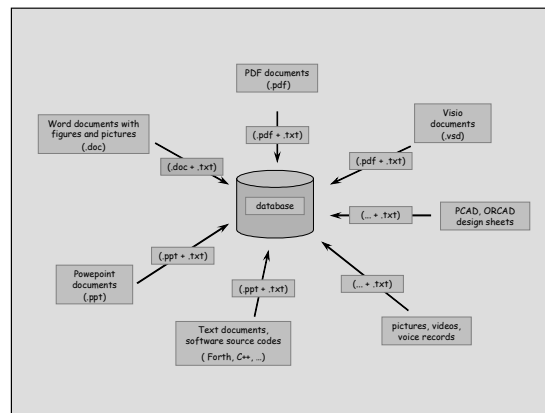 PDF documents
(.pdf)
(.pdf + .txt)
Word documents with
figures and pictures
(.doc)
(.doc + .txt)
Visio
documents
(.vsd)
(.pdf + .txt)
database
(... + .txt)
PCAD, ORCAD
design sheets
Powepoint
documents
(.ppt)
(.ppt + .txt)
(.ppt + .txt)
Text documents,
software source codes
( Forth, C++, ...)
(... + .txt)
pictures, videos,
voice records